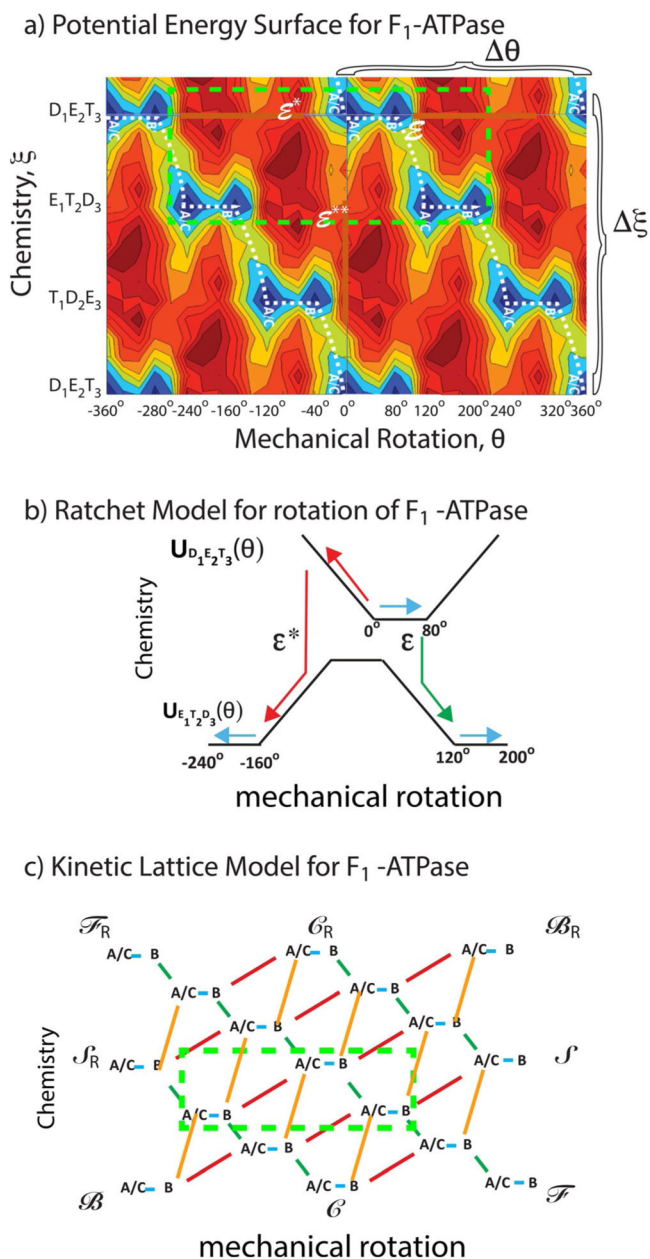 a) Potential Energy Surface for F₁-ATPase
Δθ
D₁E₂T₃
A/C
B
ℰ*
A/C
A/C
B
ℰ
A/C
E₁T₂D₃
A/C
B
ℰ**
A/C
B
Δξ
Chemistry, ξ
T₁D₂E₃
A/C
B
A/C
B
D₁E₂T₃
A/C
A/C
-360° -280° -240° -160° -120° -40° 0° 80° 120° 200° 240° 320° 360°
Mechanical Rotation, θ
b) Ratchet Model for rotation of F₁ -ATPase
U_D₁E₂T₃(θ)
Chemistry
0° 80°
ε* ε
U_E₁T₂D₃(θ)
-240° -160° 120° 200°
mechanical rotation
c) Kinetic Lattice Model for F₁ -ATPase
ℱR 𝒞R ℬR
A/C B A/C B A/C B
A/C B A/C B
A/C B A/C B
𝒮R 𝒮
A/C B A/C B A/C B
A/C B A/C B
A/C B A/C B
ℬ A/C B 𝒞 A/C B A/C B ℱ
Chemistry
mechanical rotation